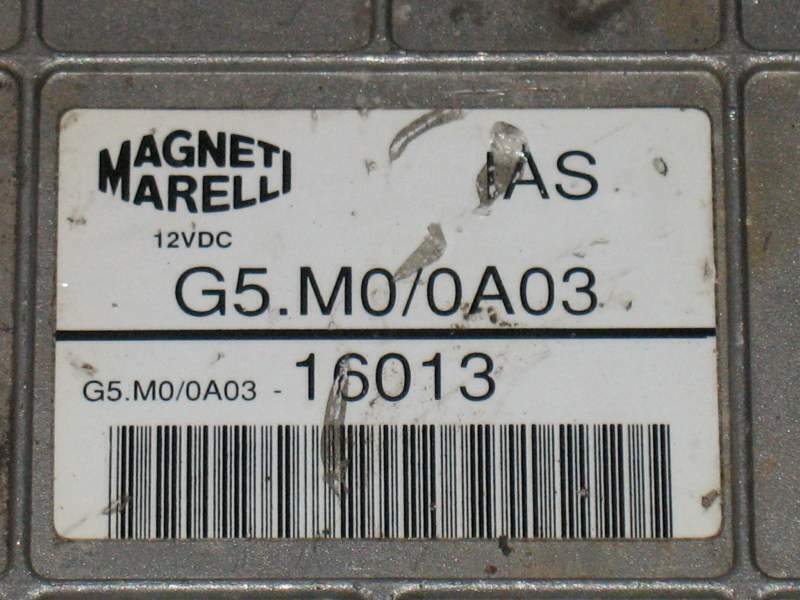 MAGNETI
MARELLI
IAS
12VDC
G5.M0/0A03
G5.M0/0A03 - 16013